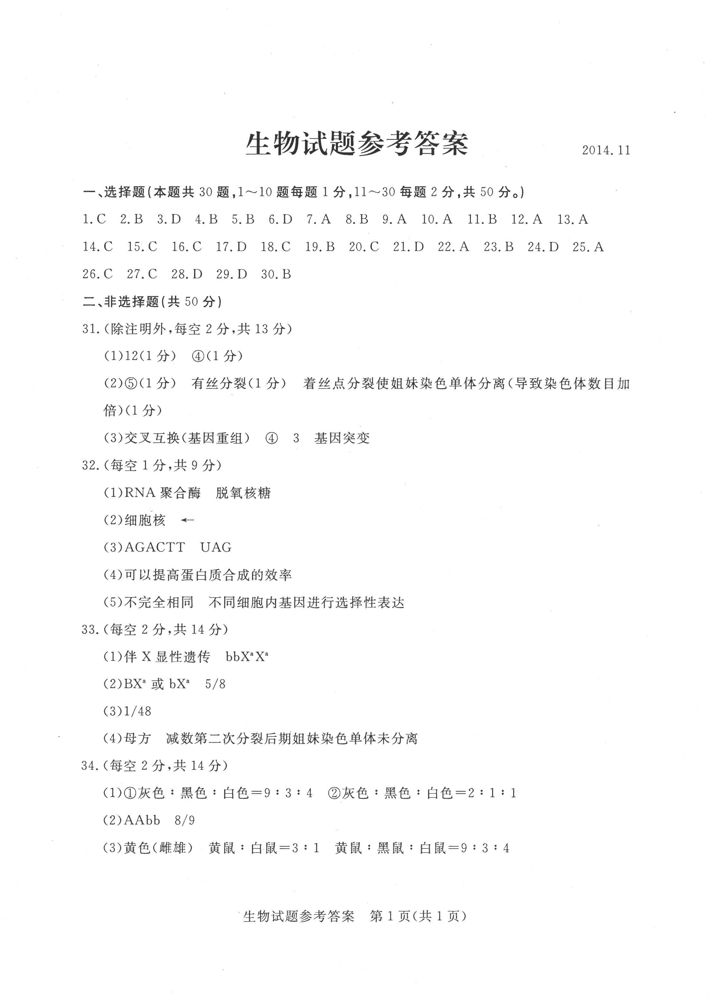 生物试题参考答案 2014.11
一、选择题(本题共 30 题,1～10 题每题 1 分,11～30 每题 2 分,共 50 分。)
1. C 2. B 3. D 4. B 5. B 6. D 7. A 8. B 9. A 10. A 11. B 12. A 13. A
14. C 15. C 16. C 17. D 18. C 19. B 20. C 21. D 22. A 23. B 24. D 25. A
26. C 27. C 28. D 29. D 30. B
二、非选择题(共 50 分)
31.(除注明外,每空 2 分,共 13 分)
(1)12(1 分) ④(1 分)
(2)⑤(1 分) 有丝分裂(1 分) 着丝点分裂使姐妹染色单体分离(导致染色体数目加
倍)(1 分)
(3)交叉互换(基因重组) ④ 3 基因突变
32.(每空 1 分,共 9 分)
(1)RNA 聚合酶 脱氧核糖
(2)细胞核 ←
(3)AGACTT UAG
(4)可以提高蛋白质合成的效率
(5)不完全相同 不同细胞内基因进行选择性表达
33.(每空 2 分,共 14 分)
(1)伴 X 显性遗传 bbXᵃXᵃ
(2)BXᵃ 或 bXᵃ 5/8
(3)1/48
(4)母方 减数第二次分裂后期姐妹染色单体未分离
34.(每空 2 分,共 14 分)
(1)①灰色∶黑色∶白色＝9∶3∶4 ②灰色∶黑色∶白色＝2∶1∶1
(2)AAbb 8/9
(3)黄色(雌雄) 黄鼠∶白鼠＝3∶1 黄鼠∶黑鼠∶白鼠＝9∶3∶4
生物试题参考答案 第 1 页(共 1 页)